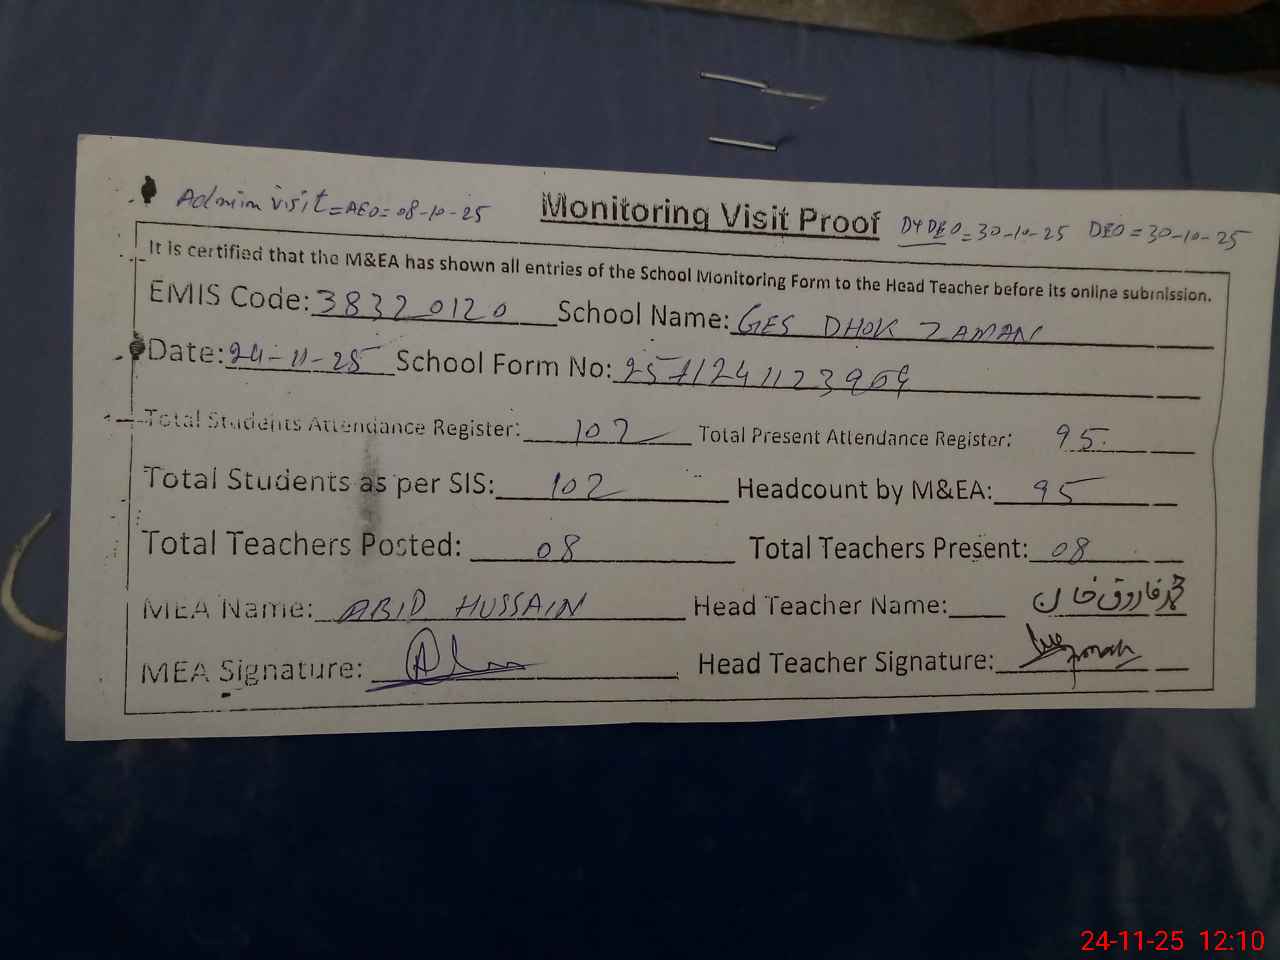 Admin visit = AEO = 08-10-25 Monitoring Visit Proof DYDEO = 30-10-25 DEO = 30-10-25
It is certified that the M&EA has shown all entries of the School Monitoring Form to the Head Teacher before its online submission.
EMIS Code: 38320120 School Name: GES DHOK ZAMAN
Date: 24-11-25 School Form No:
Total Students Attendance Register: 102 Total Present Attendance Register: 95
Total Students as per SIS: 102 Headcount by M&EA: 95
Total Teachers Posted: 08 Total Teachers Present: 08
MEA Name: ABID HUSSAIN Head Teacher Name: محمد فاروق خان
MEA Signature: Head Teacher Signature:
24-11-25 12:10